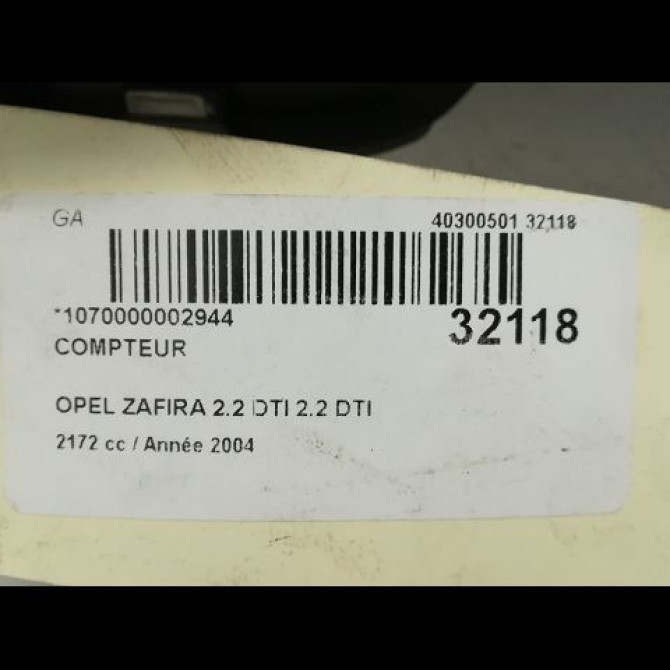 GA
40300501 32118
*1070000002944
32118
COMPTEUR
OPEL ZAFIRA 2.2 DTI 2.2 DTI
2172 cc / Année 2004